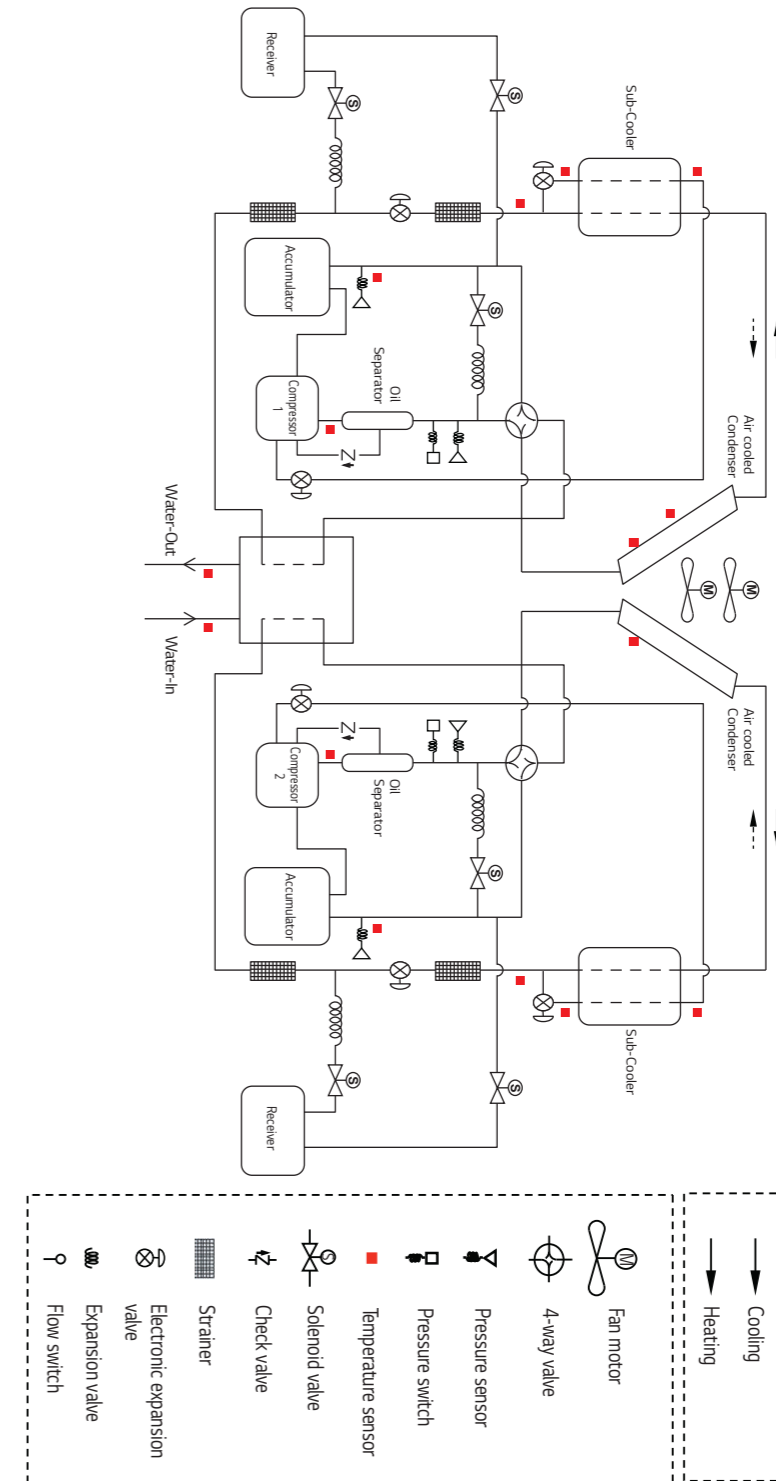 Receiver
Sub-Cooler
S
S
Accumulator
S
Oil
Separator
Compressor
1
Air cooled
Condenser
M
M
Water-Out
Water-In
Air cooled
Condenser
Compressor
2
Oil
Separator
S
Accumulator
Sub-Cooler
S
S
Receiver
Cooling
Heating
M
Fan motor
4-way valve
Pressure sensor
Pressure switch
Temperature sensor
S
Solenoid valve
Check valve
Strainer
Electronic expansion
valve
Expansion valve
Flow switch